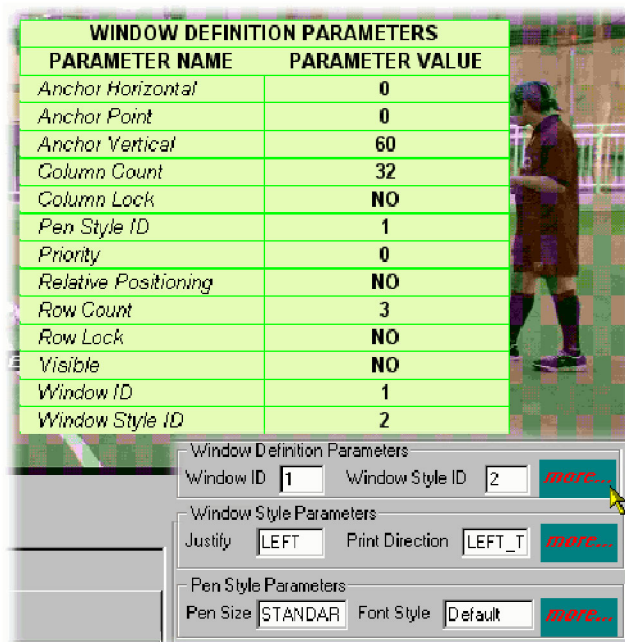 WINDOW DEFINITION PARAMETERS
PARAMETER NAME PARAMETER VALUE
Anchor Horizontal 0
Anchor Point 0
Anchor Vertical 60
Column Count 32
Column Lock NO
Pen Style ID 1
Priority 0
Relative Positioning NO
Row Count 3
Row Lock NO
Visible NO
Window ID 1
Window Style ID 2
Window Definition Parameters
Window ID 1 Window Style ID 2 more...
Window Style Parameters
Justify LEFT Print Direction LEFT_T more...
Pen Style Parameters
Pen Size STANDAR Font Style Default more...